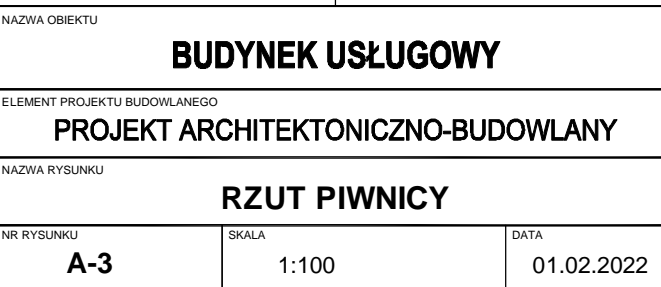 NAZWA OBIEKTU
BUDYNEK USŁUGOWY
ELEMENT PROJEKTU BUDOWLANEGO
PROJEKT ARCHITEKTONICZNO-BUDOWLANY
NAZWA RYSUNKU
RZUT PIWNICY
NR RYSUNKU SKALA DATA
A-3 1:100 01.02.2022